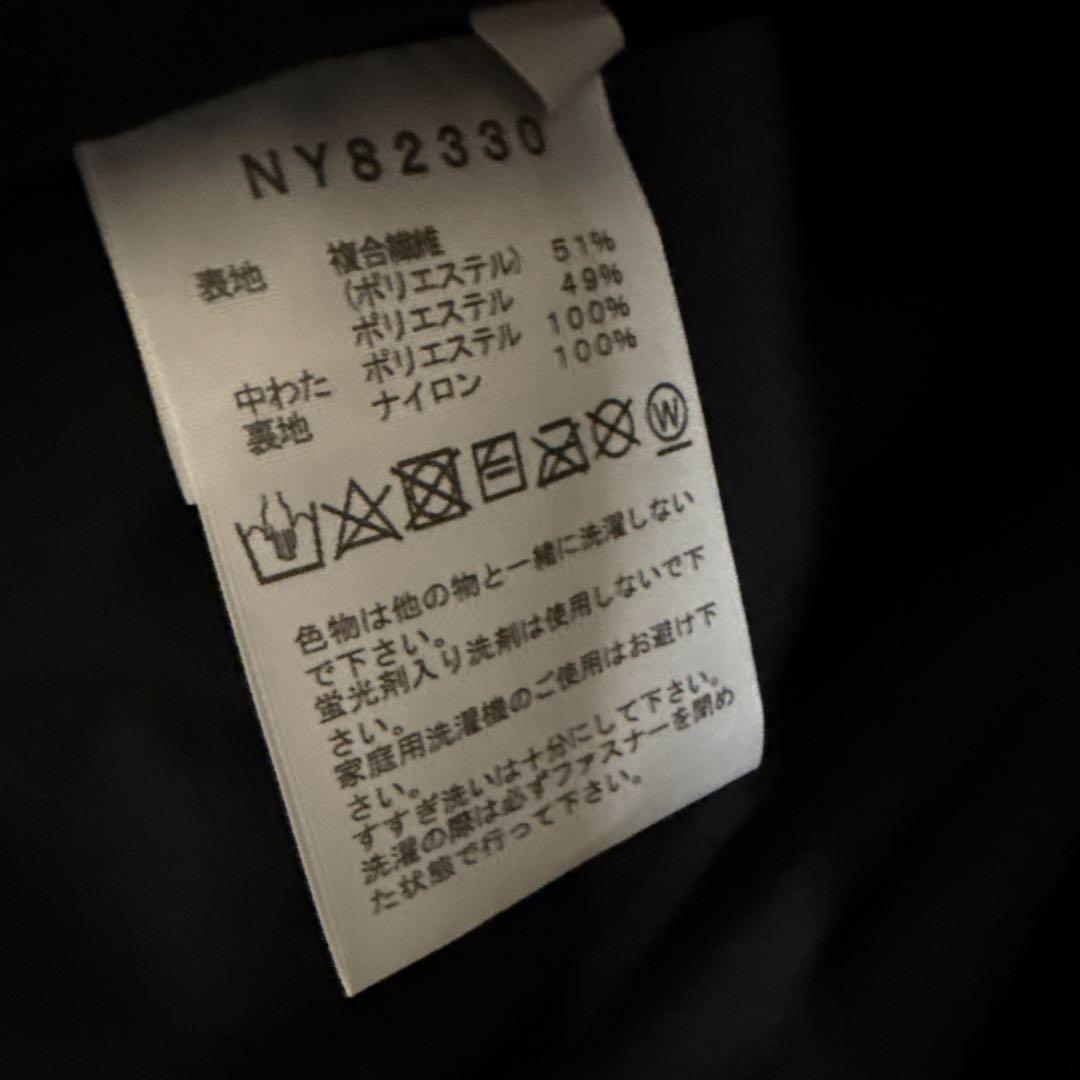 NY82330
表地 複合繊維
(ポリエステル) 51%
ポリエステル 49%
中わた ポリエステル 100%
裏地 ナイロン 100%
W
色物は他の物と一緒に洗濯しない
で下さい。
蛍光剤入り洗剤は使用しないで下
さい。
家庭用洗濯機のご使用はお避け下
さい。
すすぎ洗いは十分にして下さい。
洗濯の際は必ずファスナーを閉め
た状態で行って下さい。